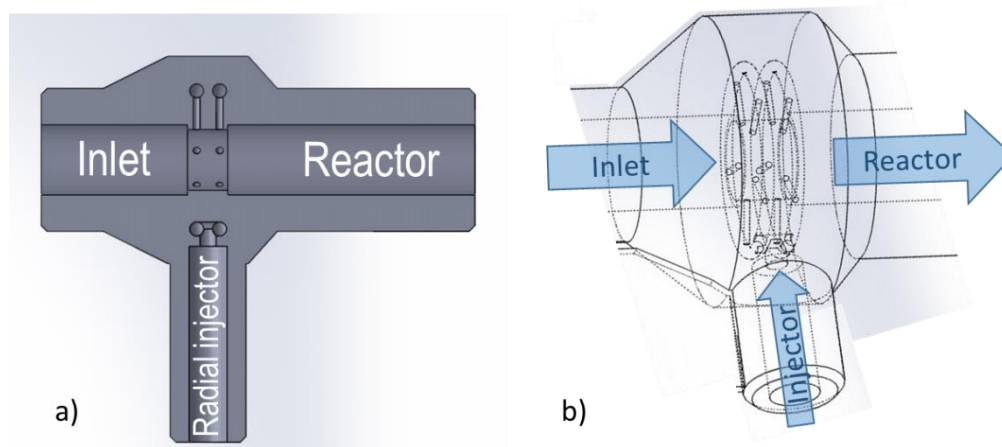 Inlet
Reactor
Radial injector
a)
Inlet
Reactor
Injector
b)